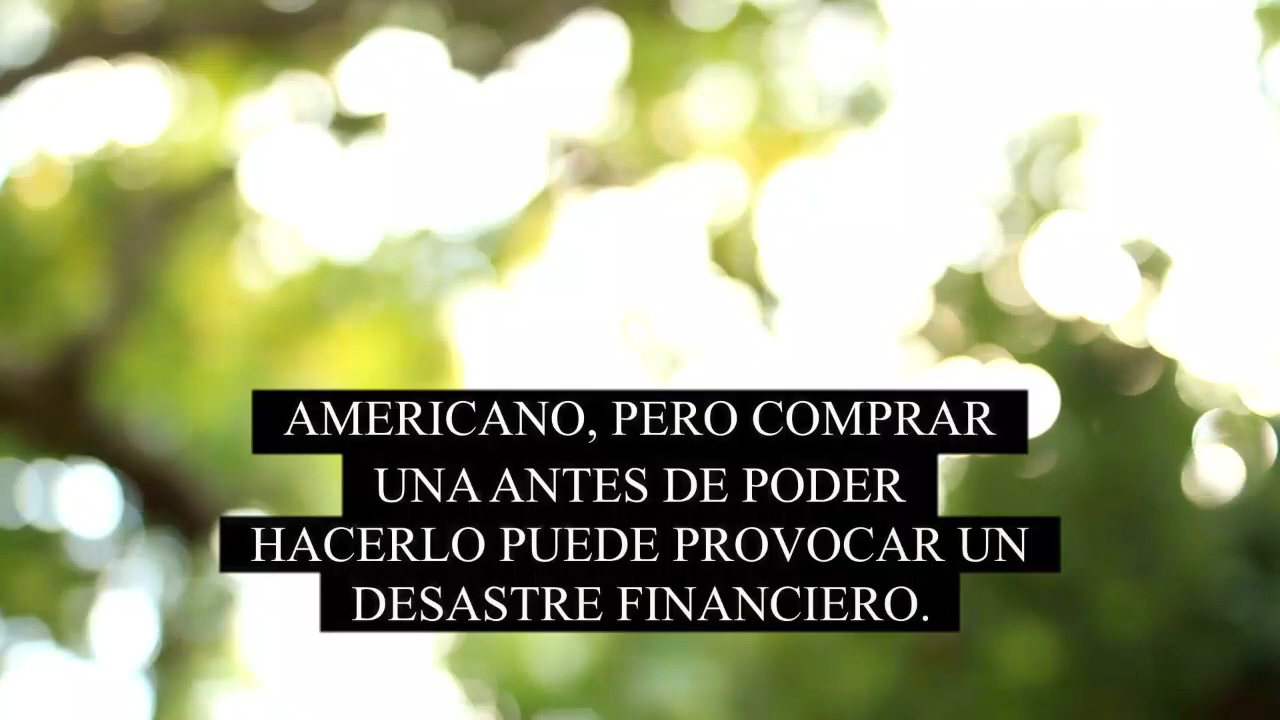 AMERICANO, PERO COMPRAR
UNA ANTES DE PODER
HACERLO PUEDE PROVOCAR UN
DESASTRE FINANCIERO.